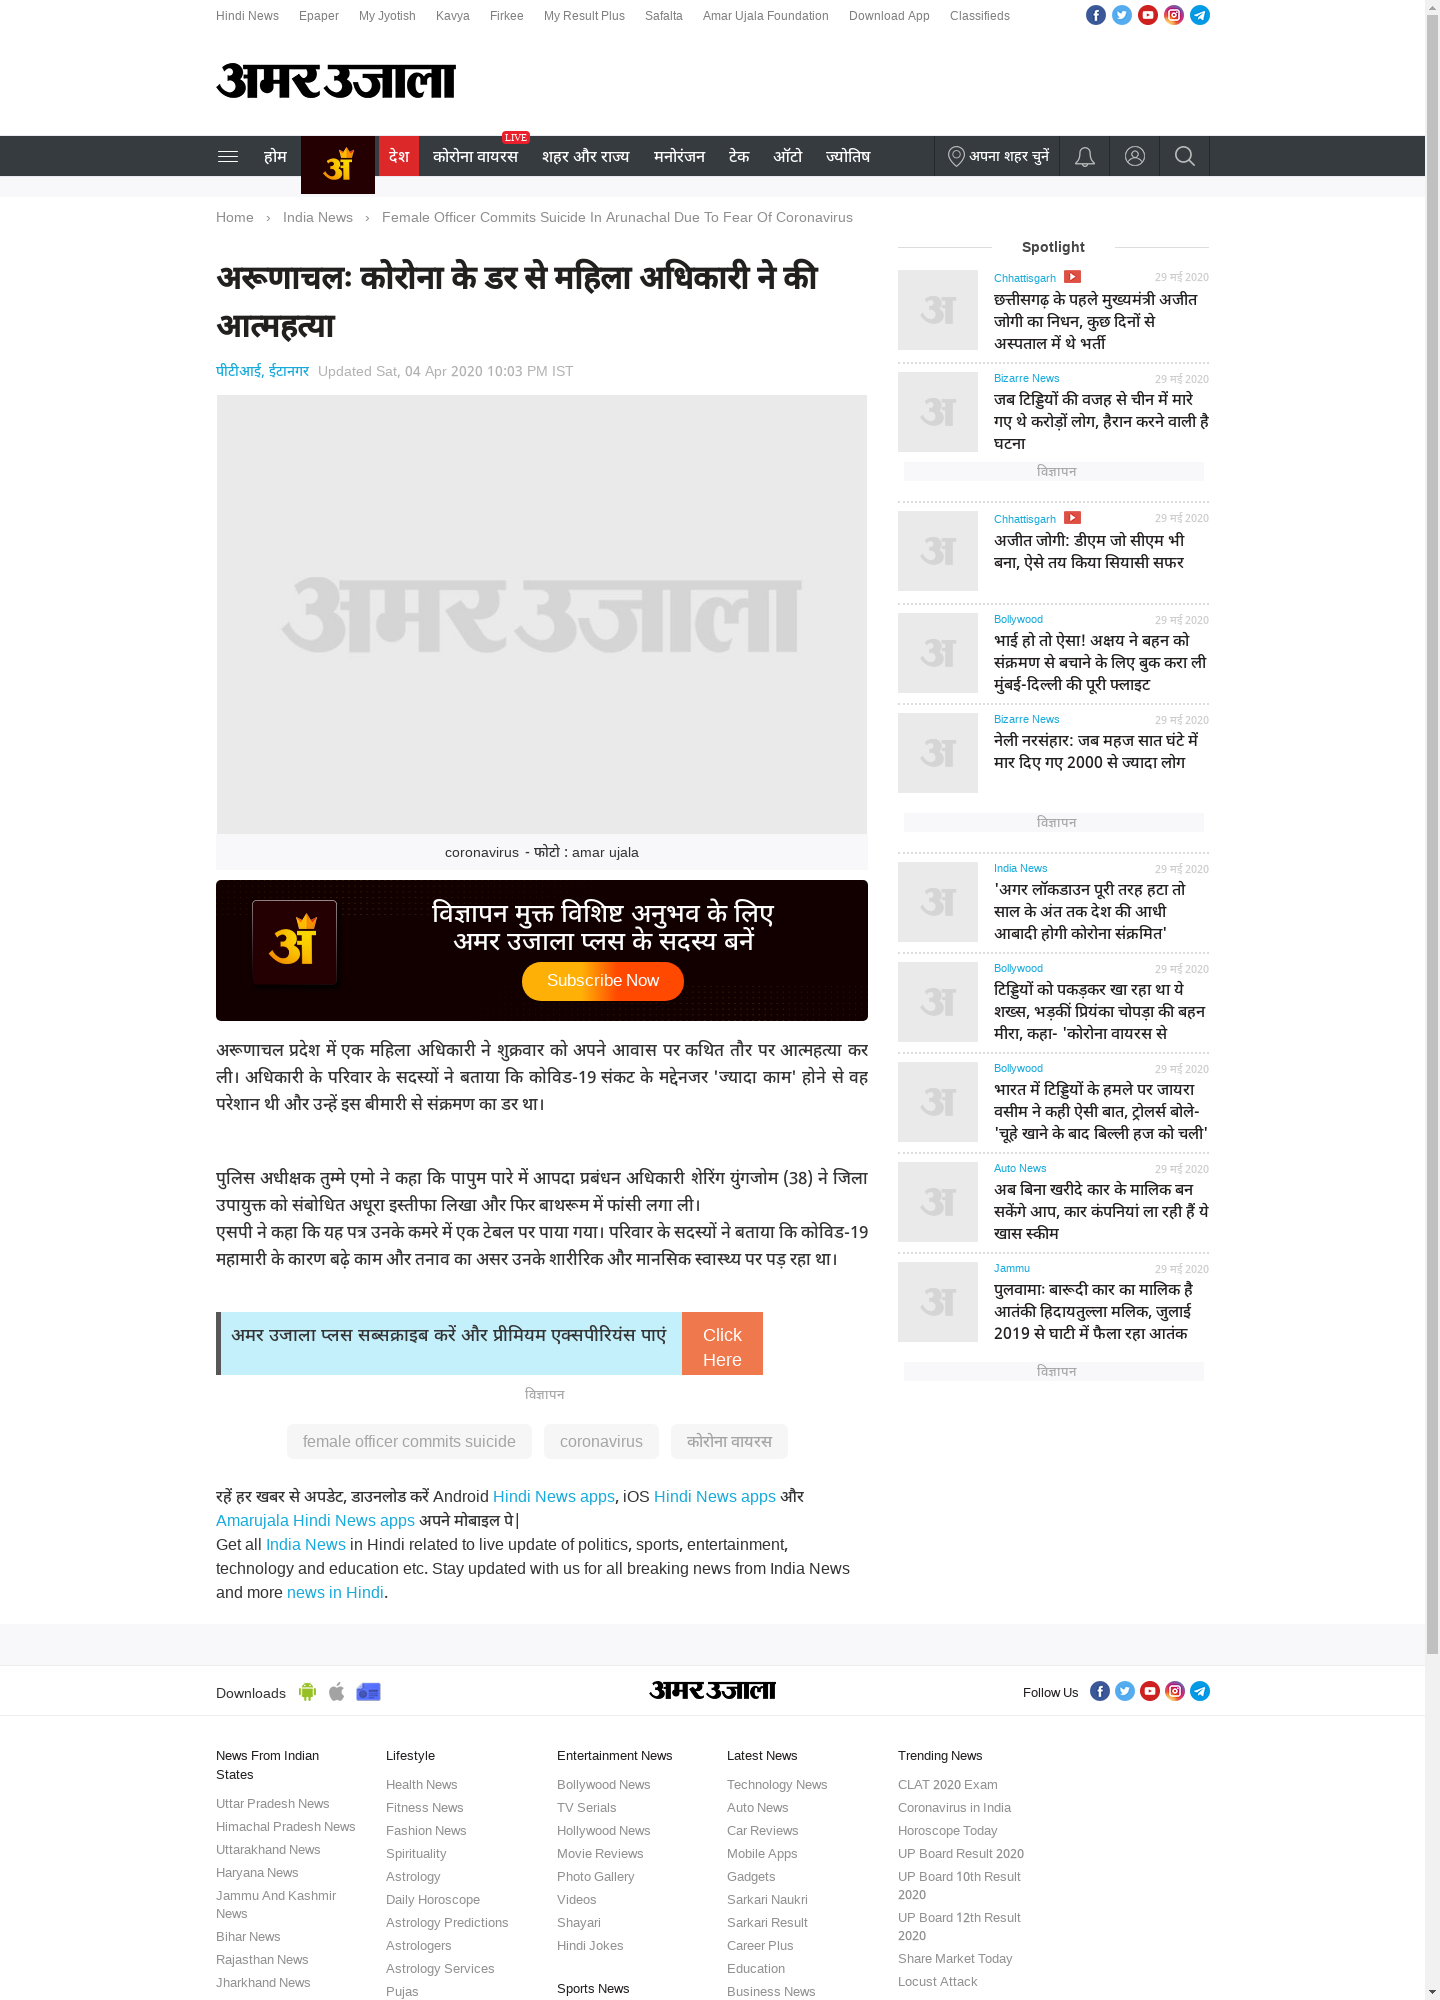 Hindi News Epaper My Jyotish Kavya Firkee My Result Plus Safalta Amar Ujala Foundation Download App Classifieds
अमर उजाला
होम अ देश कोरोना वायरस LIVE शहर और राज्य मनोरंजन टेक ऑटो ज्योतिष अपना शहर चुनें
Home › India News › Female Officer Commits Suicide In Arunachal Due To Fear Of Coronavirus
अरूणाचलः कोरोना के डर से महिला अधिकारी ने की
आत्महत्या
पीटीआई, ईटानगर Updated Sat, 04 Apr 2020 10:03 PM IST
अमर उजाला
coronavirus - फोटो : amar ujala
अ
विज्ञापन मुक्त विशिष्ट अनुभव के लिए
अमर उजाला प्लस के सदस्य बनें
Subscribe Now
अरूणाचल प्रदेश में एक महिला अधिकारी ने शुक्रवार को अपने आवास पर कथित तौर पर आत्महत्या कर
ली। अधिकारी के परिवार के सदस्यों ने बताया कि कोविड-19 संकट के मद्देनजर 'ज्यादा काम' होने से वह
परेशान थी और उन्हें इस बीमारी से संक्रमण का डर था।
पुलिस अधीक्षक तुम्मे एमो ने कहा कि पापुम पारे में आपदा प्रबंधन अधिकारी शेरिंग युंगजोम (38) ने जिला
उपायुक्त को संबोधित अधूरा इस्तीफा लिखा और फिर बाथरूम में फांसी लगा ली।
एसपी ने कहा कि यह पत्र उनके कमरे में एक टेबल पर पाया गया। परिवार के सदस्यों ने बताया कि कोविड-19
महामारी के कारण बढ़े काम और तनाव का असर उनके शारीरिक और मानसिक स्वास्थ्य पर पड़ रहा था।
अमर उजाला प्लस सब्सक्राइब करें और प्रीमियम एक्सपीरियंस पाएं
Click
Here
विज्ञापन
female officer commits suicide coronavirus कोरोना वायरस
रहें हर खबर से अपडेट, डाउनलोड करें Android Hindi News apps, iOS Hindi News apps और
Amarujala Hindi News apps अपने मोबाइल पे|
Get all India News in Hindi related to live update of politics, sports, entertainment,
technology and education etc. Stay updated with us for all breaking news from India News
and more news in Hindi.
Spotlight
Chhattisgarh 29 मई 2020
अ
छत्तीसगढ़ के पहले मुख्यमंत्री अजीत
जोगी का निधन, कुछ दिनों से
अस्पताल में थे भर्ती
Bizarre News 29 मई 2020
अ
जब टिड्डियों की वजह से चीन में मारे
गए थे करोड़ों लोग, हैरान करने वाली है
घटना
विज्ञापन
Chhattisgarh 29 मई 2020
अ
अजीत जोगी: डीएम जो सीएम भी
बना, ऐसे तय किया सियासी सफर
Bollywood 29 मई 2020
अ
भाई हो तो ऐसा! अक्षय ने बहन को
संक्रमण से बचाने के लिए बुक करा ली
मुंबई-दिल्ली की पूरी फ्लाइट
Bizarre News 29 मई 2020
अ
नेली नरसंहार: जब महज सात घंटे में
मार दिए गए 2000 से ज्यादा लोग
विज्ञापन
India News 29 मई 2020
अ
'अगर लॉकडाउन पूरी तरह हटा तो
साल के अंत तक देश की आधी
आबादी होगी कोरोना संक्रमित'
Bollywood 29 मई 2020
अ
टिड्डियों को पकड़कर खा रहा था ये
शख्स, भड़कीं प्रियंका चोपड़ा की बहन
मीरा, कहा- 'कोरोना वायरस से
Bollywood 29 मई 2020
अ
भारत में टिड्डियों के हमले पर जायरा
वसीम ने कही ऐसी बात, ट्रोलर्स बोले-
'चूहे खाने के बाद बिल्ली हज को चली'
Auto News 29 मई 2020
अ
अब बिना खरीदे कार के मालिक बन
सकेंगे आप, कार कंपनियां ला रही हैं ये
खास स्कीम
Jammu 29 मई 2020
अ
पुलवामाः बारूदी कार का मालिक है
आतंकी हिदायतुल्ला मलिक, जुलाई
2019 से घाटी में फैला रहा आतंक
विज्ञापन
Downloads अमर उजाला Follow Us
News From Indian
States
Uttar Pradesh News
Himachal Pradesh News
Uttarakhand News
Haryana News
Jammu And Kashmir
News
Bihar News
Rajasthan News
Jharkhand News
Lifestyle
Health News
Fitness News
Fashion News
Spirituality
Astrology
Daily Horoscope
Astrology Predictions
Astrologers
Astrology Services
Pujas
Entertainment News
Bollywood News
TV Serials
Hollywood News
Movie Reviews
Photo Gallery
Videos
Shayari
Hindi Jokes
Sports News
Latest News
Technology News
Auto News
Car Reviews
Mobile Apps
Gadgets
Sarkari Naukri
Sarkari Result
Career Plus
Education
Business News
Trending News
CLAT 2020 Exam
Coronavirus in India
Horoscope Today
UP Board Result 2020
UP Board 10th Result
2020
UP Board 12th Result
2020
Share Market Today
Locust Attack